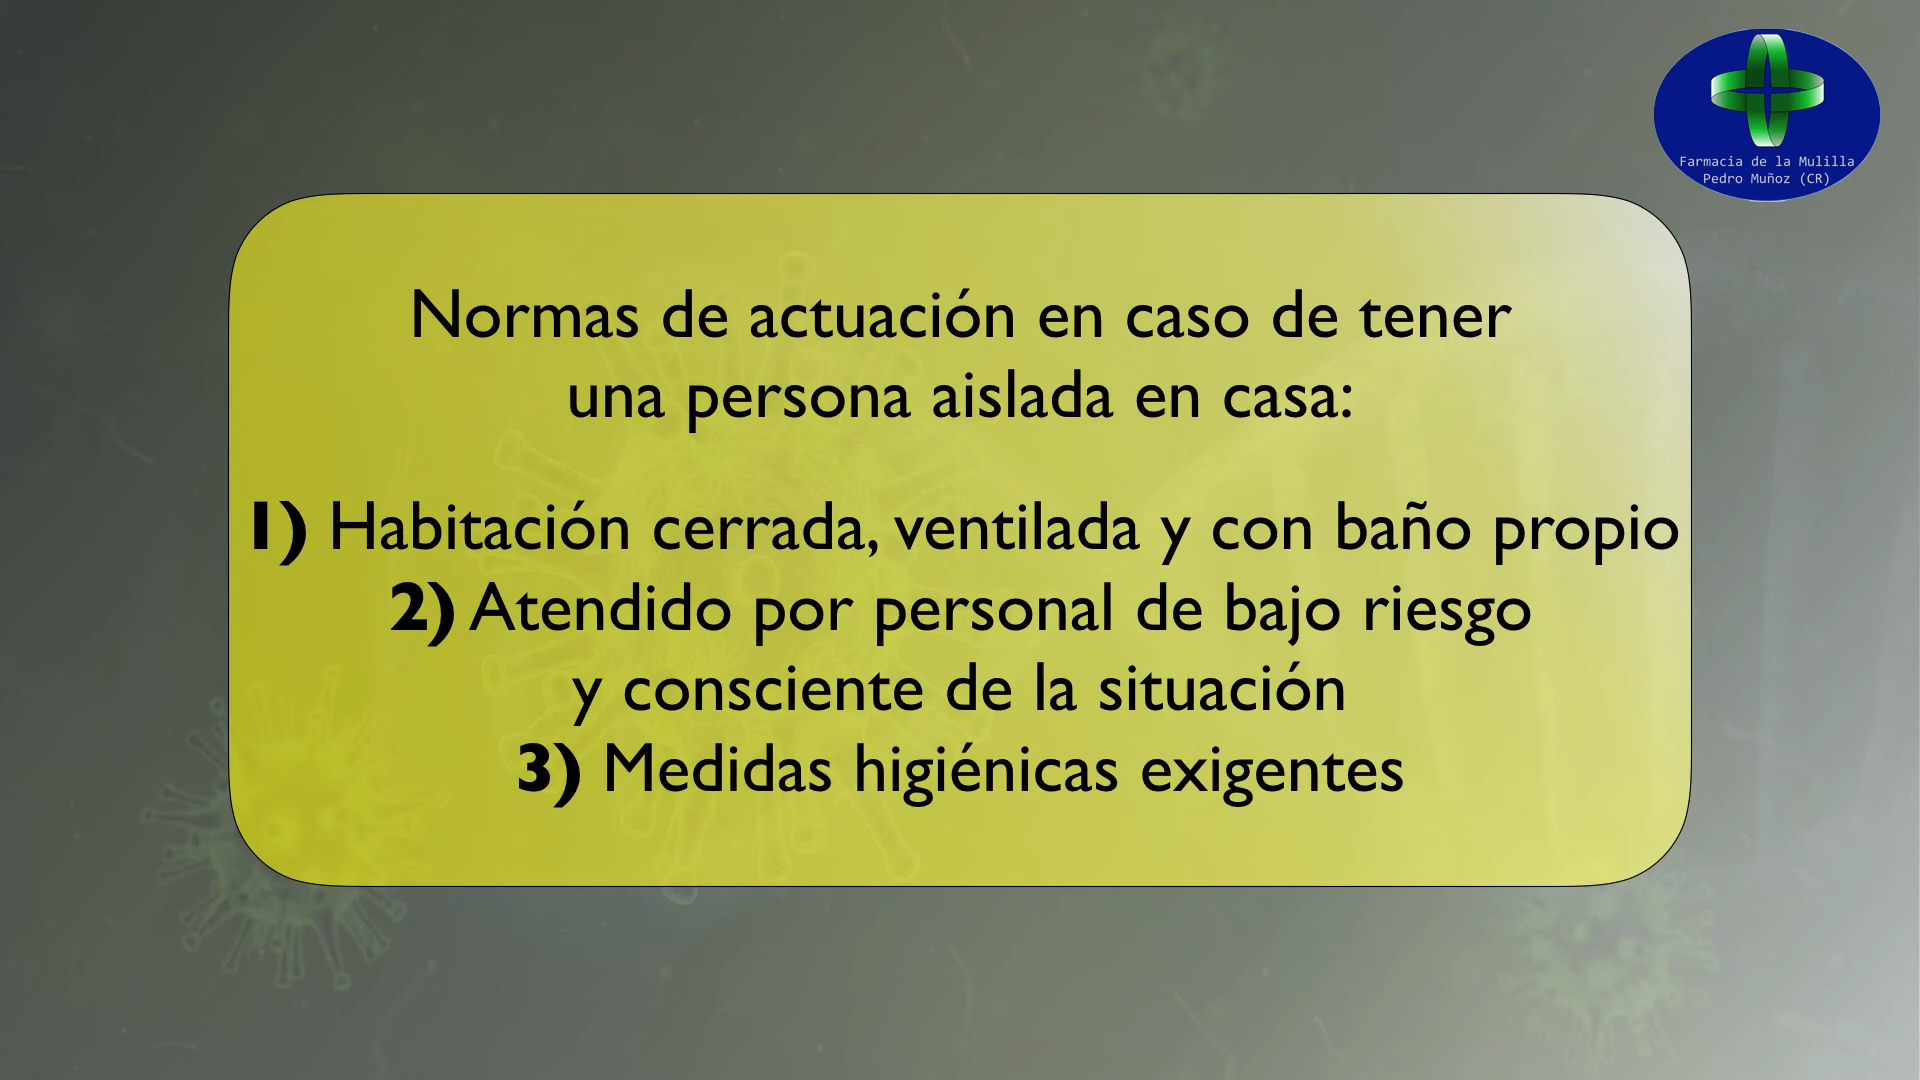 Farmacia de la Mulilla
Pedro Muñoz (CR)
Normas de actuación en caso de tener
una persona aislada en casa:
1) Habitación cerrada, ventilada y con baño propio
2) Atendido por personal de bajo riesgo
y consciente de la situación
3) Medidas higiénicas exigentes